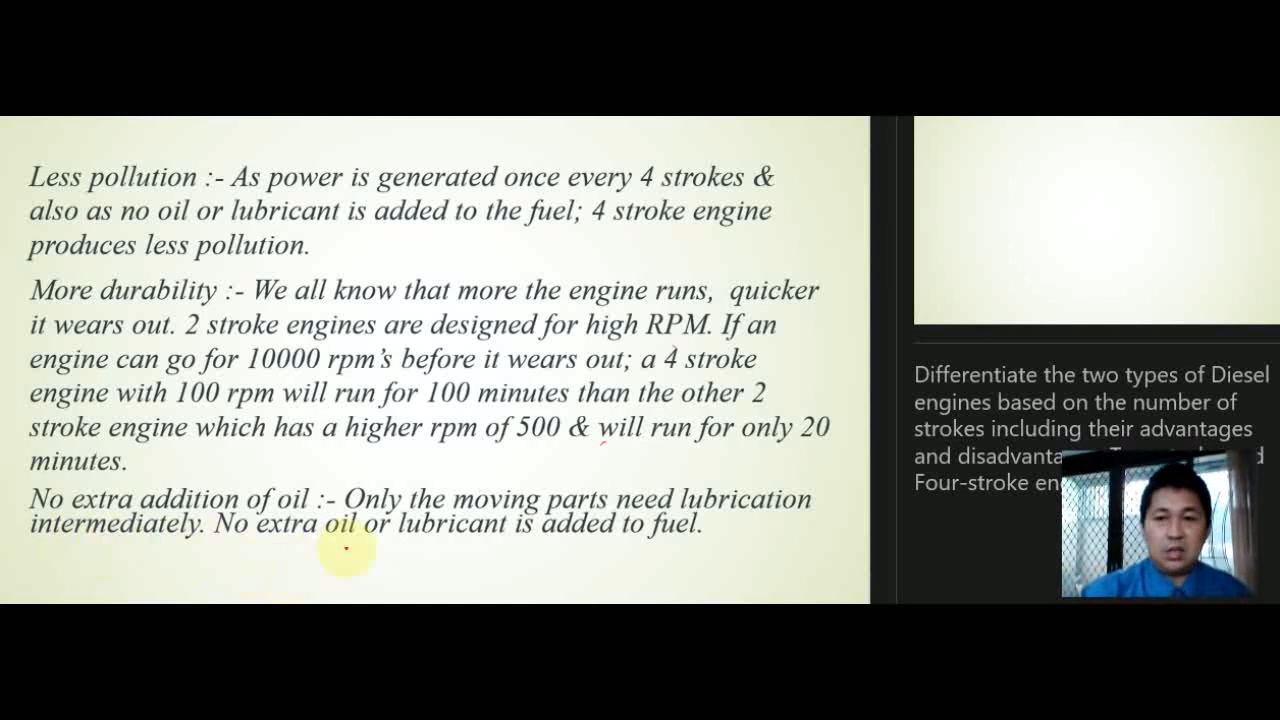 Less pollution :- As power is generated once every 4 strokes &
also as no oil or lubricant is added to the fuel; 4 stroke engine
produces less pollution.
More durability :- We all know that more the engine runs, quicker
it wears out. 2 stroke engines are designed for high RPM. If an
engine can go for 10000 rpm's before it wears out; a 4 stroke
engine with 100 rpm will run for 100 minutes than the other 2
stroke engine which has a higher rpm of 500 & will run for only 20
minutes.
No extra addition of oil :- Only the moving parts need lubrication
intermediately. No extra oil or lubricant is added to fuel.
Differentiate the two types of Diesel
engines based on the number of
strokes including their advantages
and
Four-stroke